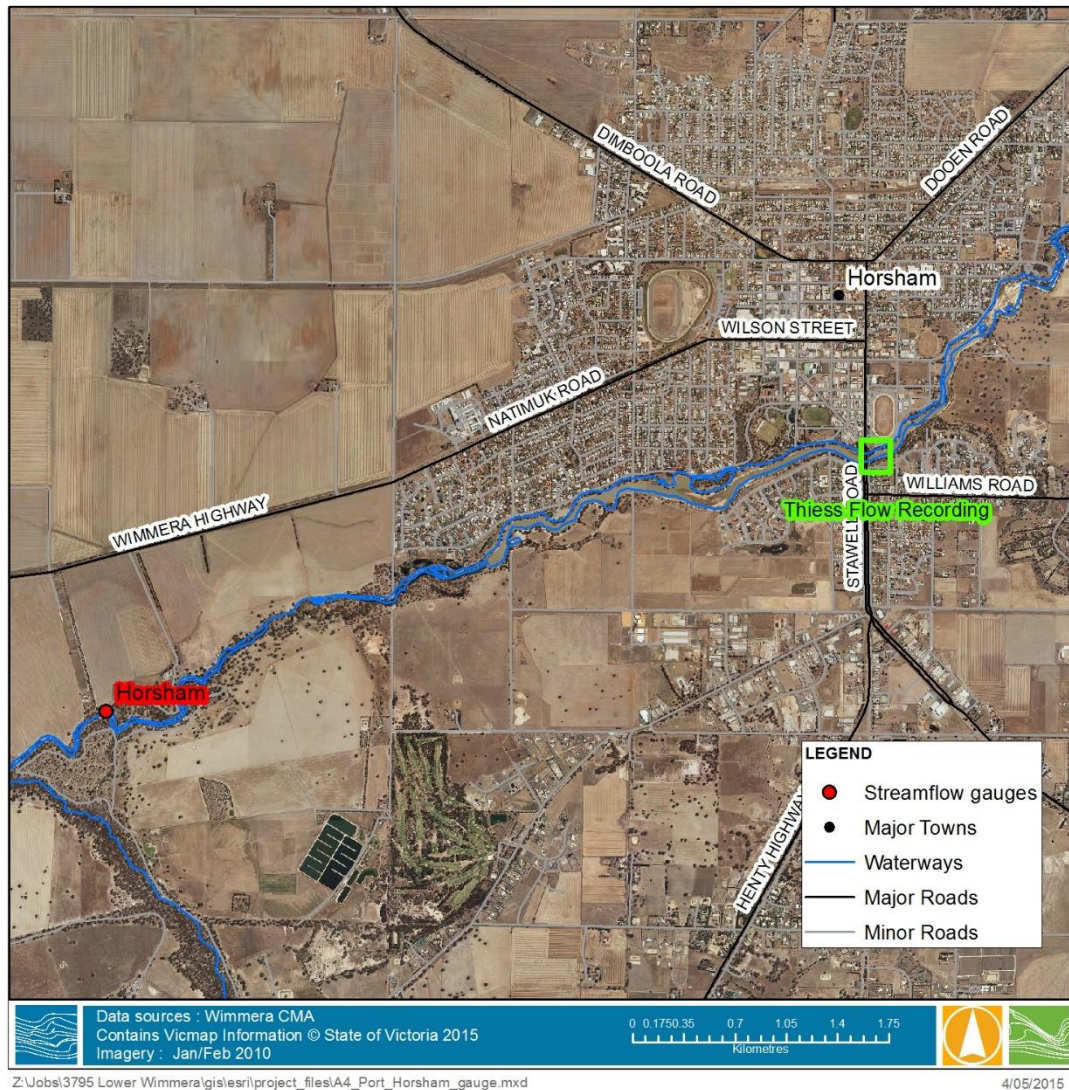 DIMBOOLA ROAD
DOOEN ROAD
Horsham
WILSON STREET
NATIMUK ROAD
WIMMERA HIGHWAY
STAWELL ROAD
WILLIAMS ROAD
Thiess Flow Recording
Horsham
HENTY HIGHWAY
LEGEND
Streamflow gauges
Major Towns
Waterways
Major Roads
Minor Roads
Data sources : Wimmera CMA
Contains Vicmap Information © State of Victoria 2015
Imagery : Jan/Feb 2010
0 0.175 0.35 0.7 1.05 1.4 1.75
Kilometres
Z:\Jobs\3795 Lower Wimmera\gis\esri\project_files\A4_Port_Horsham_gauge.mxd
4/05/2015